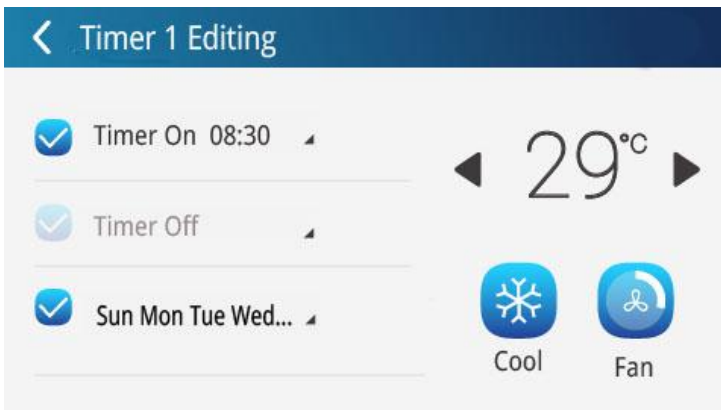 Timer 1 Editing
Timer On 08:30
Timer Off
Sun Mon Tue Wed...
29°C
Cool
Fan